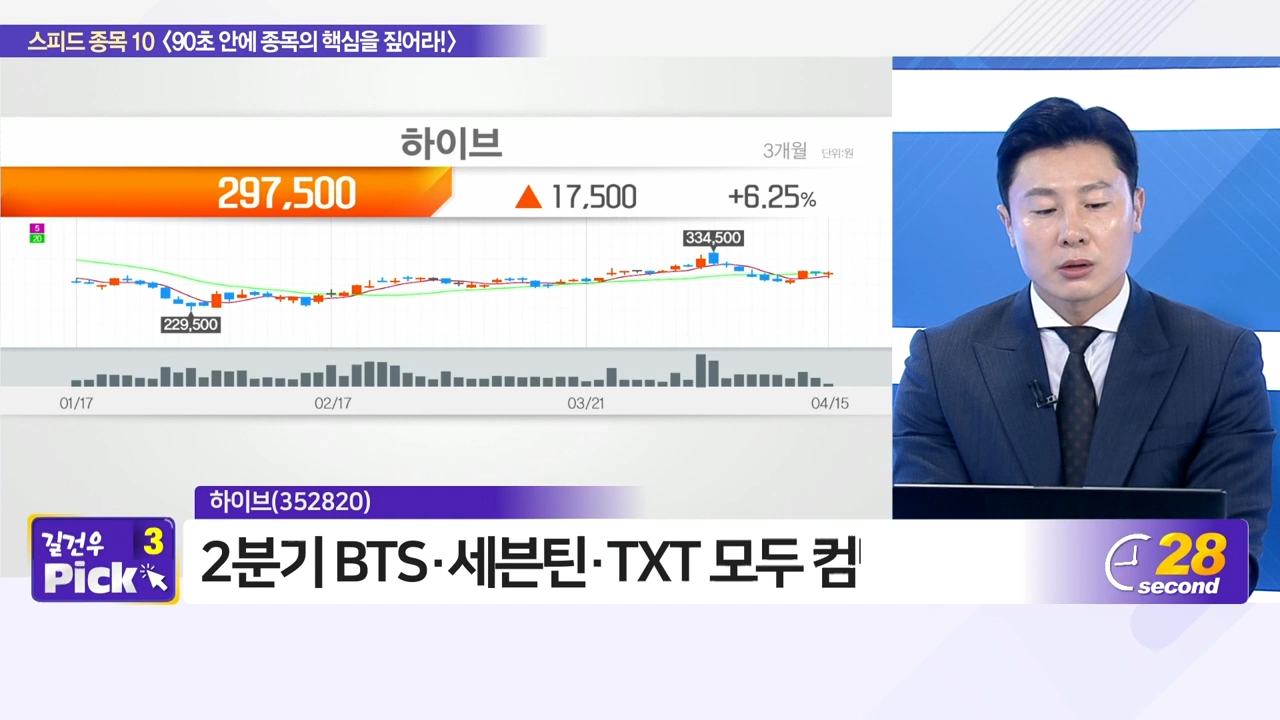 스피드 종목 10 〈90초 안에 종목의 핵심을 짚어라!〉
하이브
3개월 단위:원
297,500 ▲ 17,500 +6.25%
5
20
334,500
229,500
01/17 02/17 03/21 04/15
하이브(352820)
길건우 3
Pick
2분기 BTS·세븐틴·TXT 모두 컴
28
second